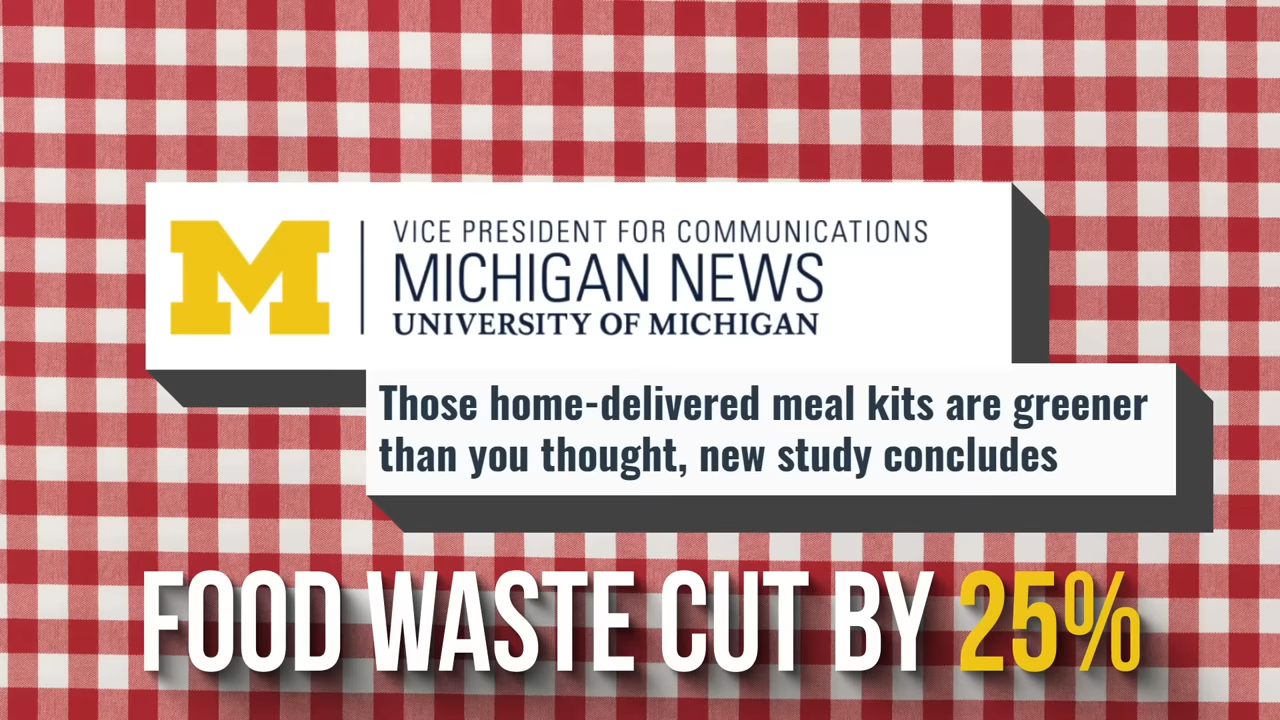 M
VICE PRESIDENT FOR COMMUNICATIONS
MICHIGAN NEWS
UNIVERSITY OF MICHIGAN
Those home-delivered meal kits are greener
than you thought, new study concludes
FOOD WASTE CUT BY 25%